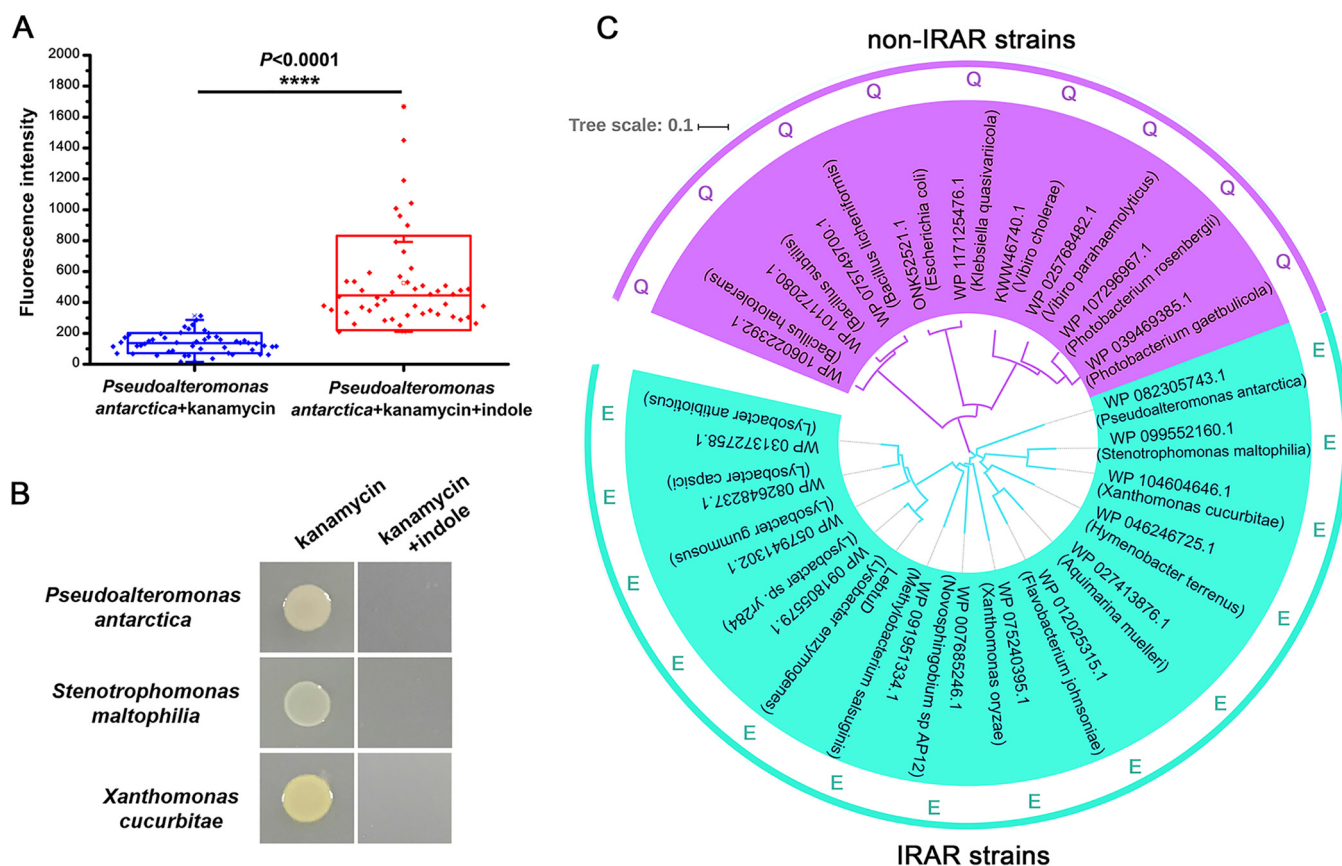 A
P<0.0001
****
Fluorescence intensity
2000
1800
1600
1400
1200
1000
800
600
400
200
0
Pseudoalteromonas
antarctica+kanamycin
Pseudoalteromonas
antarctica+kanamycin+indole
B
kanamycin
kanamycin
+indole
Pseudoalteromonas
antarctica
Stenotrophomonas
maltophilia
Xanthomonas
cucurbitae
C
non-IRAR strains
Tree scale: 0.1
Q
Q
Q
Q
Q
Q
Q
Q
Q
WP 106022392.1
(Bacillus halotolerans)
WP 101172080.1
(Bacillus subtilis)
WP 075749700.1
(Bacillus licheniformis)
ONK52521.1
(Escherichia coli)
WP 117125476.1
(Klebsiella quasivariicola)
KWW46740.1
(Vibiro cholerae)
WP 025768482.1
(Vibiro parahaemolyticus)
WP 107296967.1
(Photobacterium rosenbergii)
WP 039469385.1
(Photobacterium gaetbulicola)
WP 082305743.1
(Pseudoalteromonas antarctica)
WP 099552160.1
(Stenotrophomonas maltophilia)
WP 104604646.1
(Xanthomonas cucurbitae)
WP 046246725.1
(Hymenobacter terrenus)
WP 027413876.1
(Aquimarina muelleri)
WP 012025315.1
(Flavobacterium johnsoniae)
WP 075240395.1
(Xanthomonas oryzae)
WP 007685246.1
(Novosphingobium sp AP12)
WP 091951334.1
(Methylobacterium salsuginis)
LebtuD
(Lysobacter enzymogenes)
WP 091805579.1
(Lysobacter sp. yr284)
WP 057941302.1
(Lysobacter gummosus)
WP 082648237.1
(Lysobacter capsici)
WP 031372758.1
(Lysobacter antibioticus)
E
E
E
E
E
E
E
E
E
E
E
E
E
E
IRAR strains